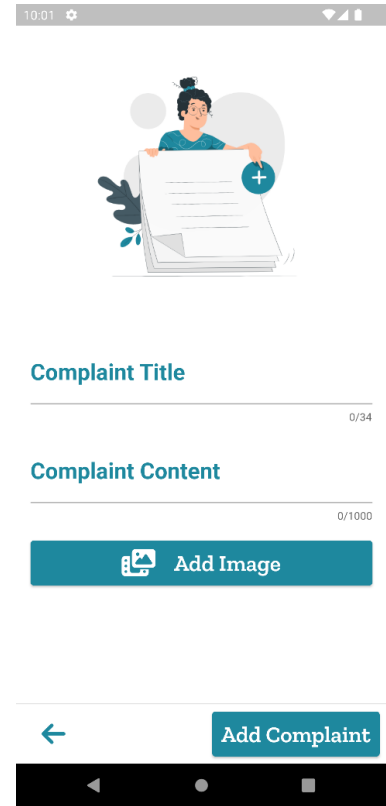 10:01
Complaint Title
0/34
Complaint Content
0/1000
Add Image
Add Complaint